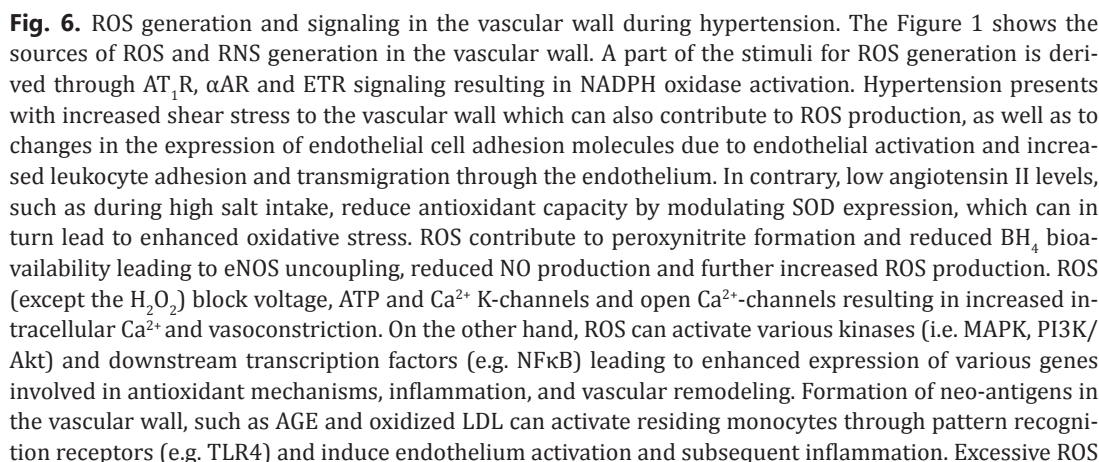 Fig. 6. ROS generation and signaling in the vascular wall during hypertension. The Figure 1 shows the
sources of ROS and RNS generation in the vascular wall. A part of the stimuli for ROS generation is deri-
ved through AT₁R, αAR and ETR signaling resulting in NADPH oxidase activation. Hypertension presents
with increased shear stress to the vascular wall which can also contribute to ROS production, as well as to
changes in the expression of endothelial cell adhesion molecules due to endothelial activation and increa-
sed leukocyte adhesion and transmigration through the endothelium. In contrary, low angiotensin II levels,
such as during high salt intake, reduce antioxidant capacity by modulating SOD expression, which can in
turn lead to enhanced oxidative stress. ROS contribute to peroxynitrite formation and reduced BH₄ bioa-
vailability leading to eNOS uncoupling, reduced NO production and further increased ROS production. ROS
(except the H₂O₂) block voltage, ATP and Ca²⁺ K-channels and open Ca²⁺-channels resulting in increased in-
tracellular Ca²⁺ and vasoconstriction. On the other hand, ROS can activate various kinases (i.e. MAPK, PI3K/
Akt) and downstream transcription factors (e.g. NFκB) leading to enhanced expression of various genes
involved in antioxidant mechanisms, inflammation, and vascular remodeling. Formation of neo-antigens in
the vascular wall, such as AGE and oxidized LDL can activate residing monocytes through pattern recogni-
tion receptors (e.g. TLR4) and induce endothelium activation and subsequent inflammation. Excessive ROS